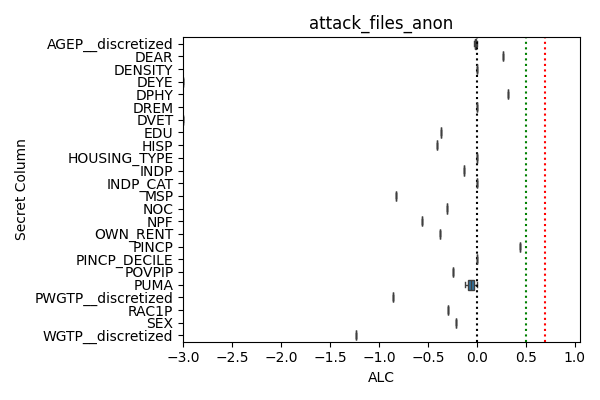 attack_files_anon
Secret Column
AGEP__discretized
DEAR
DENSITY
DEYE
DPHY
DREM
DVET
EDU
HISP
HOUSING_TYPE
INDP
INDP_CAT
MSP
NOC
NPF
OWN_RENT
PINCP
PINCP_DECILE
POVPIP
PUMA
PWGTP__discretized
RAC1P
SEX
WGTP__discretized
−3.0 −2.5 −2.0 −1.5 −1.0 −0.5 0.0 0.5 1.0
ALC